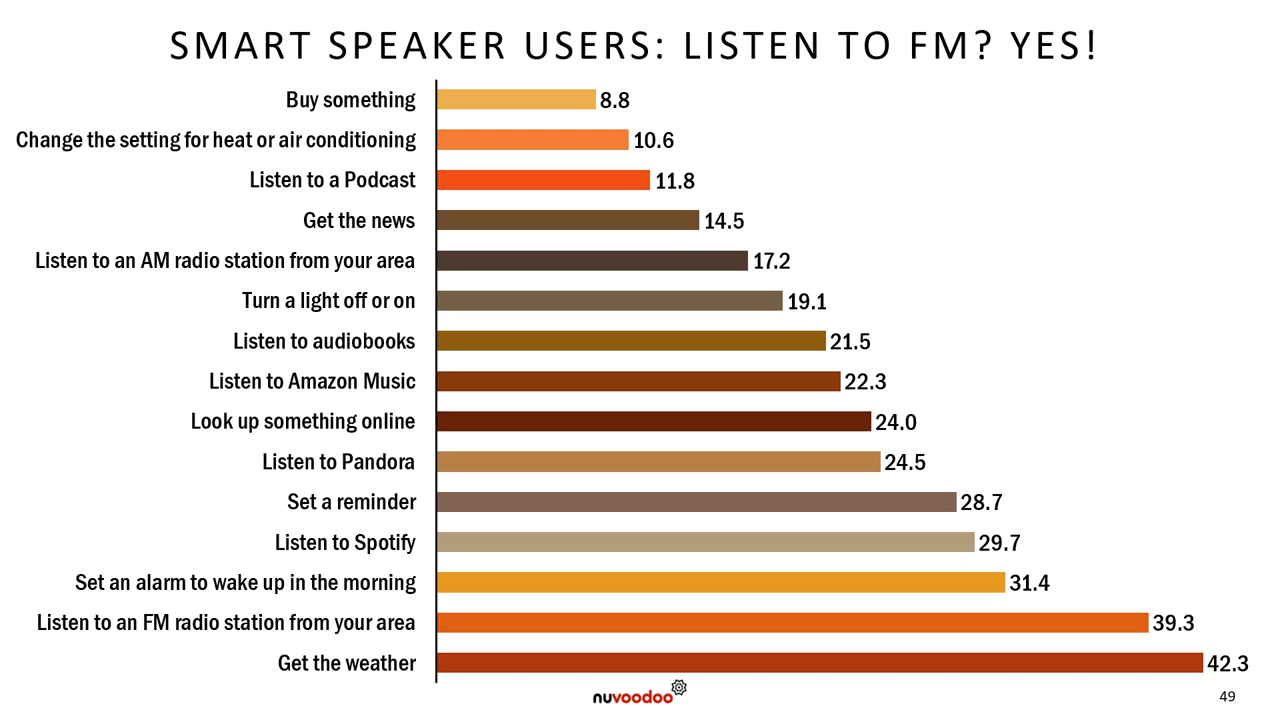 SMART SPEAKER USERS: LISTEN TO FM? YES!
Buy something 8.8
Change the setting for heat or air conditioning 10.6
Listen to a Podcast 11.8
Get the news 14.5
Listen to an AM radio station from your area 17.2
Turn a light off or on 19.1
Listen to audiobooks 21.5
Listen to Amazon Music 22.3
Look up something online 24.0
Listen to Pandora 24.5
Set a reminder 28.7
Listen to Spotify 29.7
Set an alarm to wake up in the morning 31.4
Listen to an FM radio station from your area 39.3
Get the weather 42.3
nuvoodoo
49